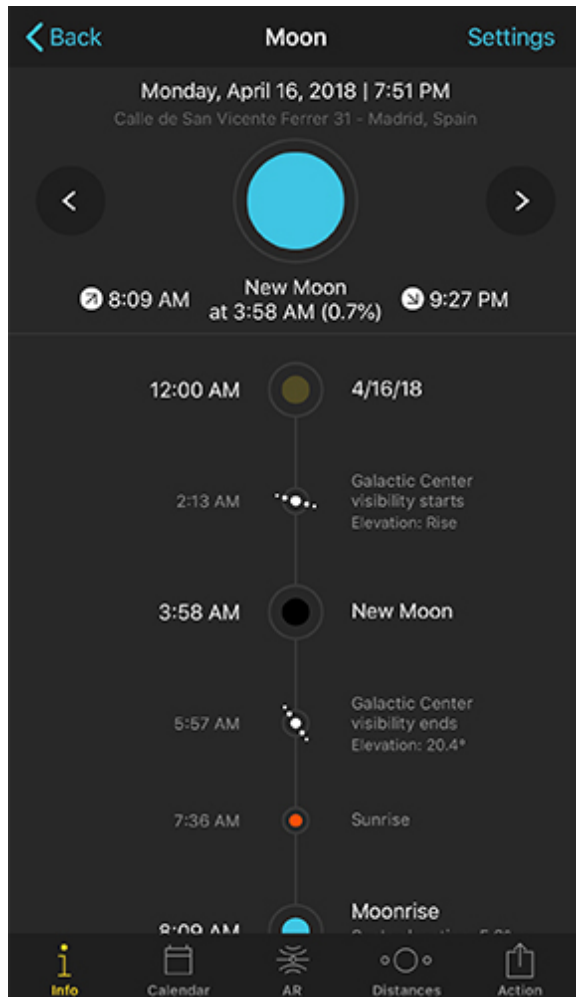 Back Moon Settings
Monday, April 16, 2018 | 7:51 PM
Calle de San Vicente Ferrer 31 - Madrid, Spain
8:09 AM
New Moon
at 3:58 AM (0.7%)
9:27 PM
12:00 AM 4/16/18
2:13 AM
Galactic Center
visibility starts
Elevation: Rise
3:58 AM New Moon
5:57 AM
Galactic Center
visibility ends
Elevation: 20.4°
7:36 AM Sunrise
8:09 AM
Moonrise
Info Calendar AR Distances Action